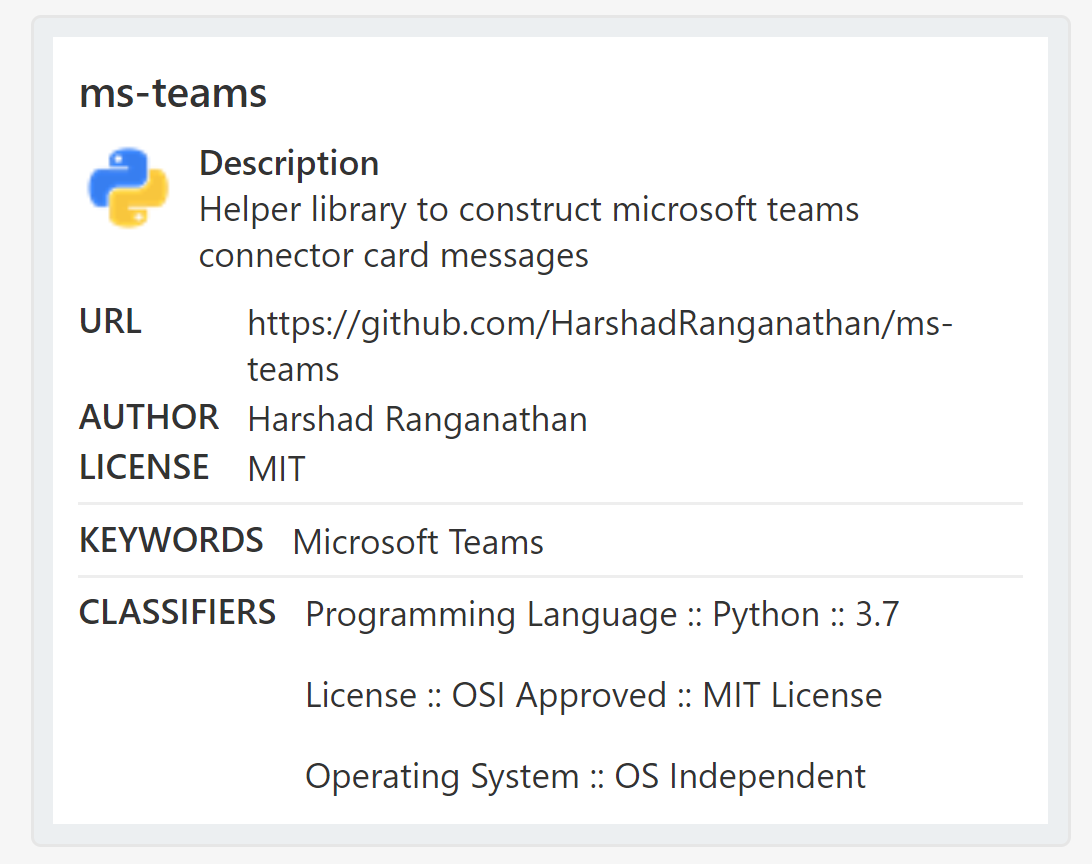 ms-teams
Description
Helper library to construct microsoft teams
connector card messages
URL https://github.com/HarshadRanganathan/ms-
teams
AUTHOR Harshad Ranganathan
LICENSE MIT
KEYWORDS Microsoft Teams
CLASSIFIERS Programming Language :: Python :: 3.7
License :: OSI Approved :: MIT License
Operating System :: OS Independent